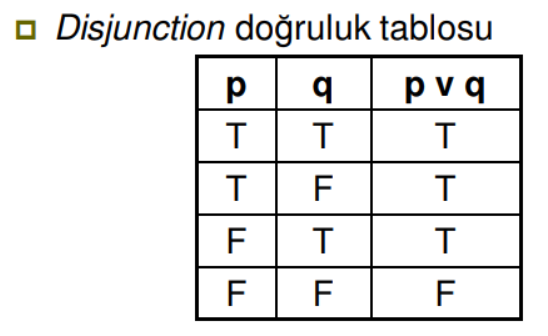 Disjunction doğruluk tablosu
p q p v q
T T T
T F T
F T T
F F F